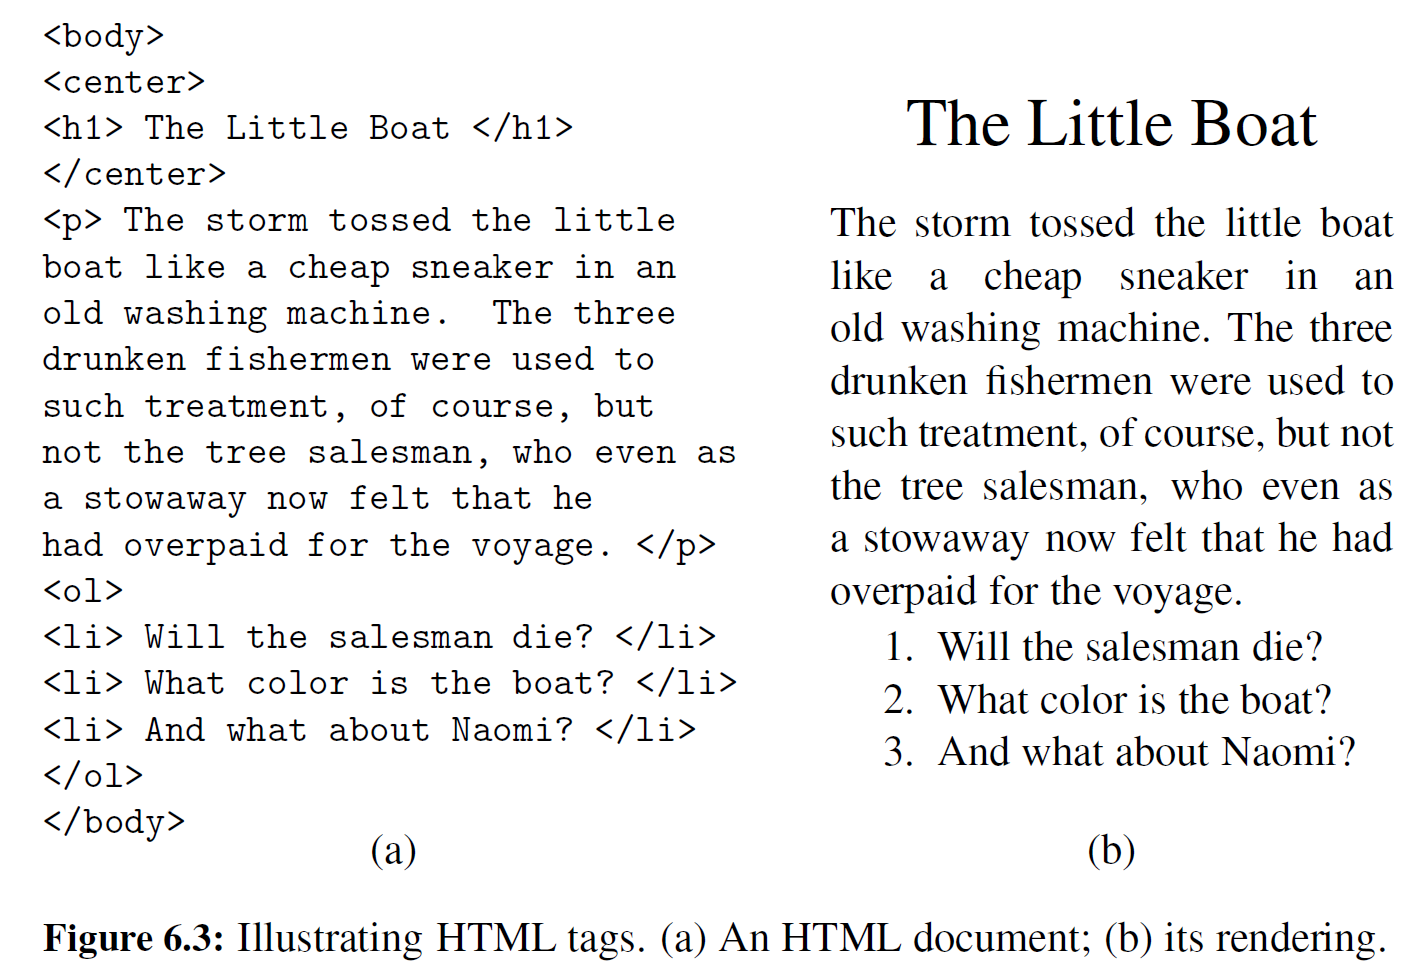 <body>
<center>
<h1> The Little Boat </h1>
</center>
<p> The storm tossed the little
boat like a cheap sneaker in an
old washing machine.  The three
drunken fishermen were used to
such treatment, of course, but
not the tree salesman, who even as
a stowaway now felt that he
had overpaid for the voyage. </p>
<ol>
<li> Will the salesman die? </li>
<li> What color is the boat? </li>
<li> And what about Naomi? </li>
</ol>
</body>
(a)
The Little Boat
The storm tossed the little boat
like a cheap sneaker in an
old washing machine. The three
drunken fishermen were used to
such treatment, of course, but not
the tree salesman, who even as
a stowaway now felt that he had
overpaid for the voyage.
1. Will the salesman die?
2. What color is the boat?
3. And what about Naomi?
(b)
Figure 6.3: Illustrating HTML tags. (a) An HTML document; (b) its rendering.